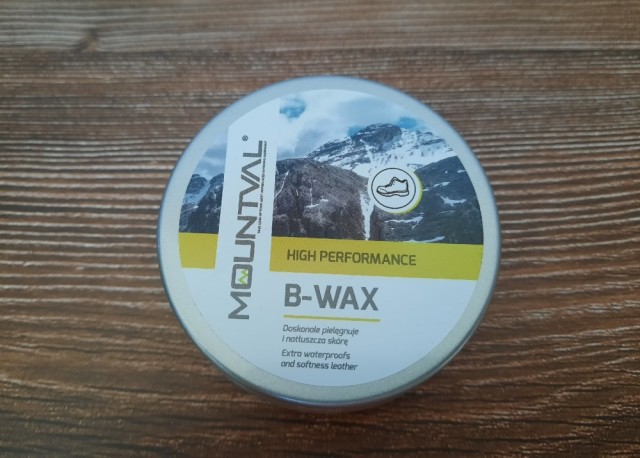 MOUNTVAL®
HIGH PERFORMANCE
B-WAX
Doskonale pielęgnuje
i natłuszcza skórę
Extra waterproofs
and softness leather